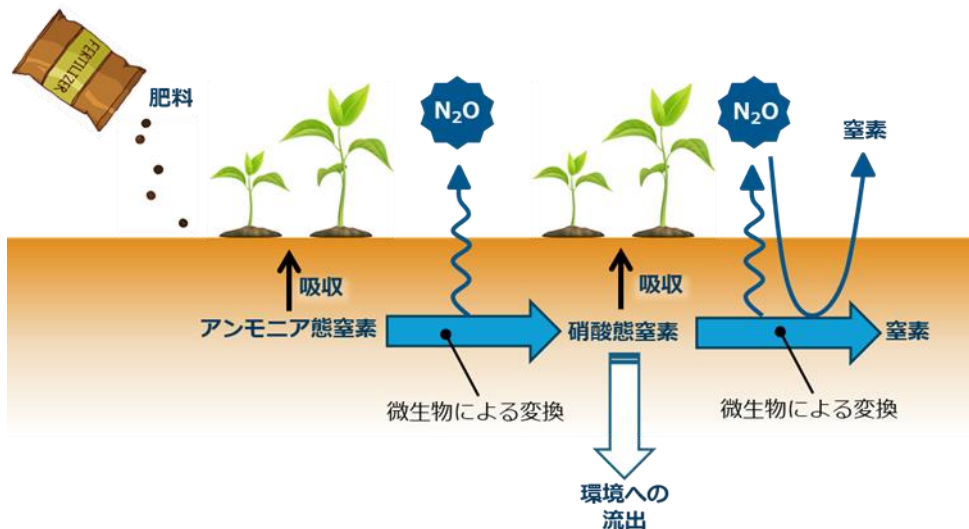 FERTILIZER
肥料
N₂O
N₂O
窒素
吸収
吸収
アンモニア態窒素
硝酸態窒素
窒素
微生物による変換
微生物による変換
環境への
流出